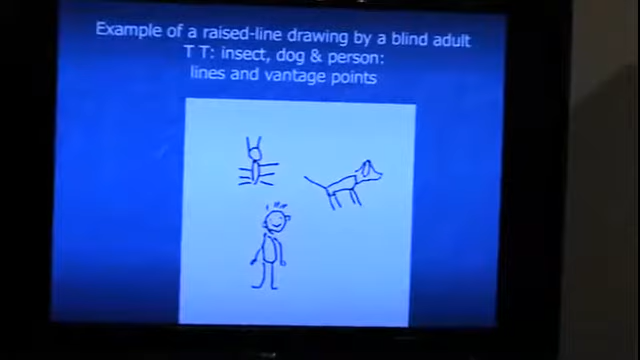 Example of a raised-line drawing by a blind adult
T T: insect, dog & person:
lines and vantage points